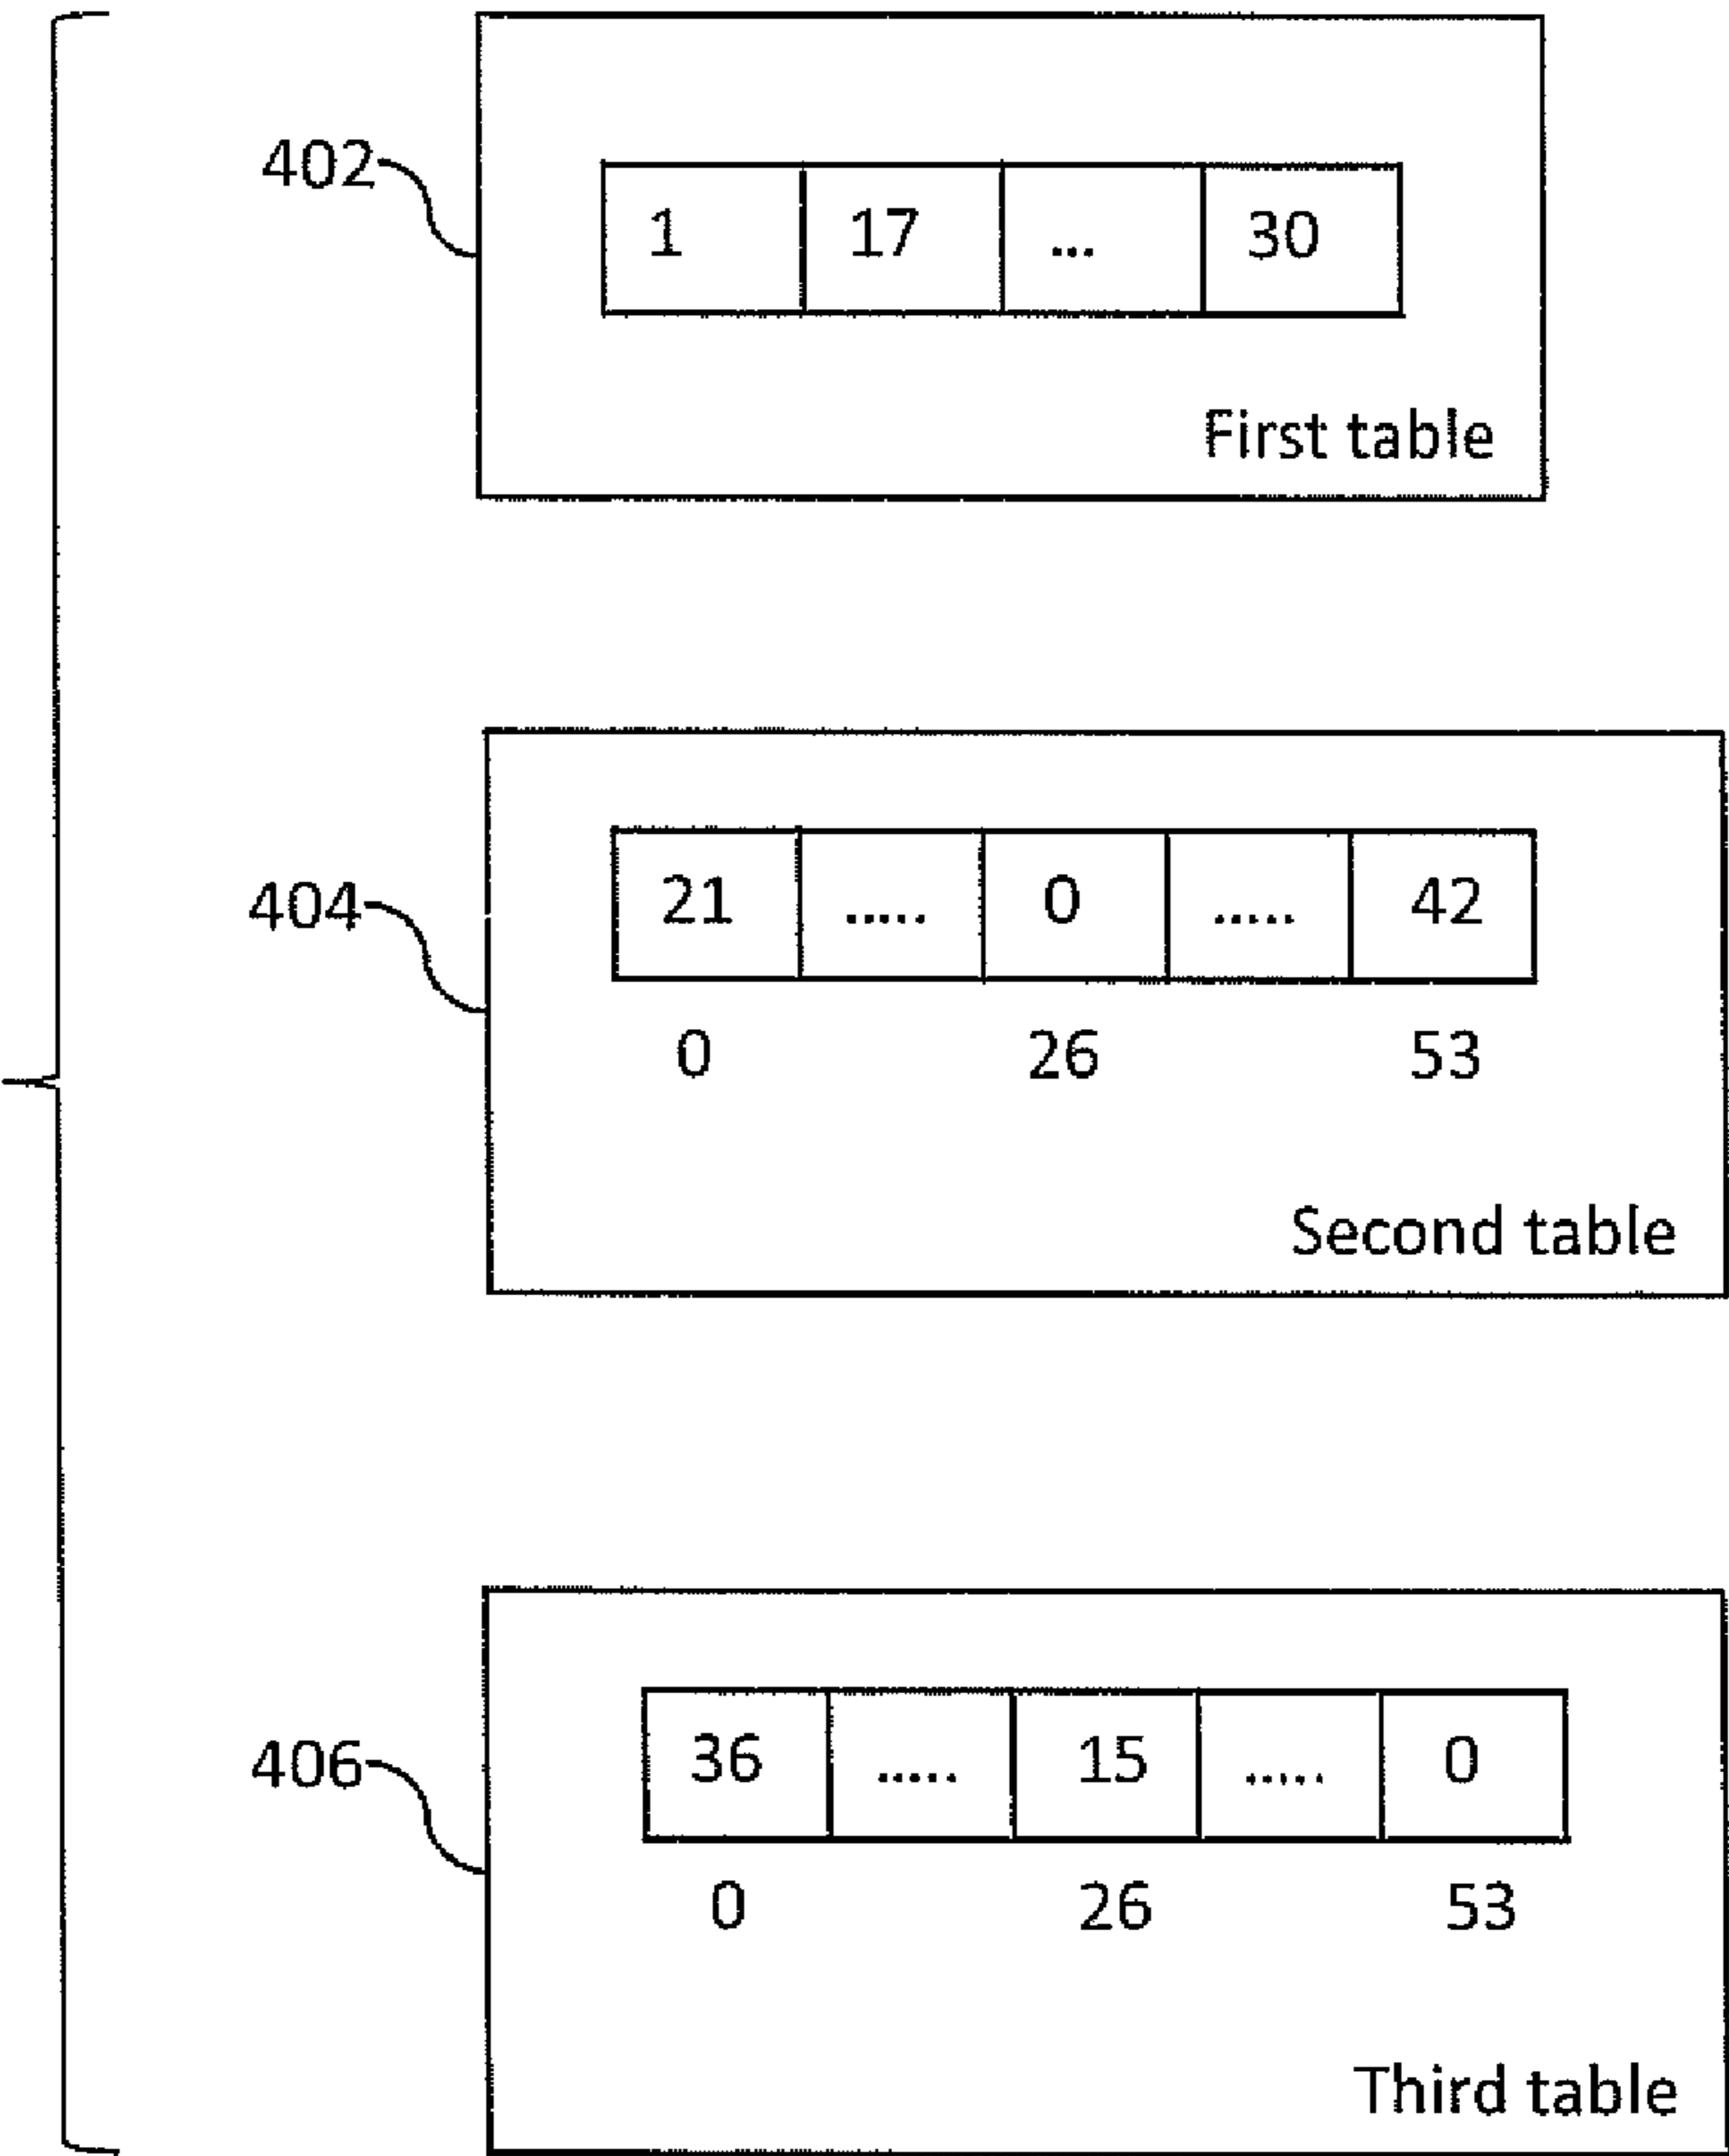 402
1 17 ... 30
First table
404
21 ..... 0 ..... 42
0 26 53
Second table
406
36 ..... 15 ..... 0
0 26 53
Third table